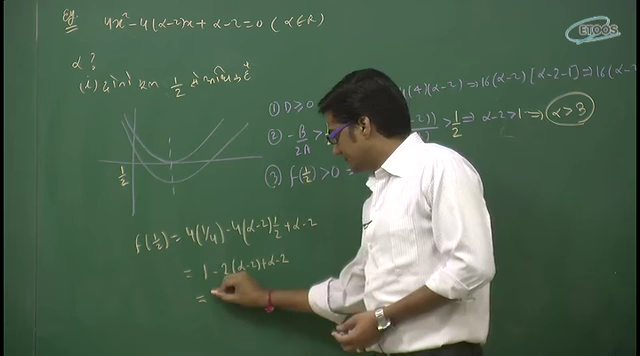 Eg 4x² - 4(α-2)x + α-2 = 0 (α ∈ R)
ETOOS
α ?
(i) दोनों मूल 1/2 से अधिक है
① D ≥ 0
4(4)(α-2) ⇒ 16(α-2)[α-2-1] ⇒ 16(α-
② -B/2A >
> 1/2 ⇒ α-2 > 1 ⇒ α > 3
③ f(1/2) > 0 =
1/2
f(1/2) = 4(1/4) - 4(α-2)1/2 + α-2
= 1 - 2(α-2) + α-2
=